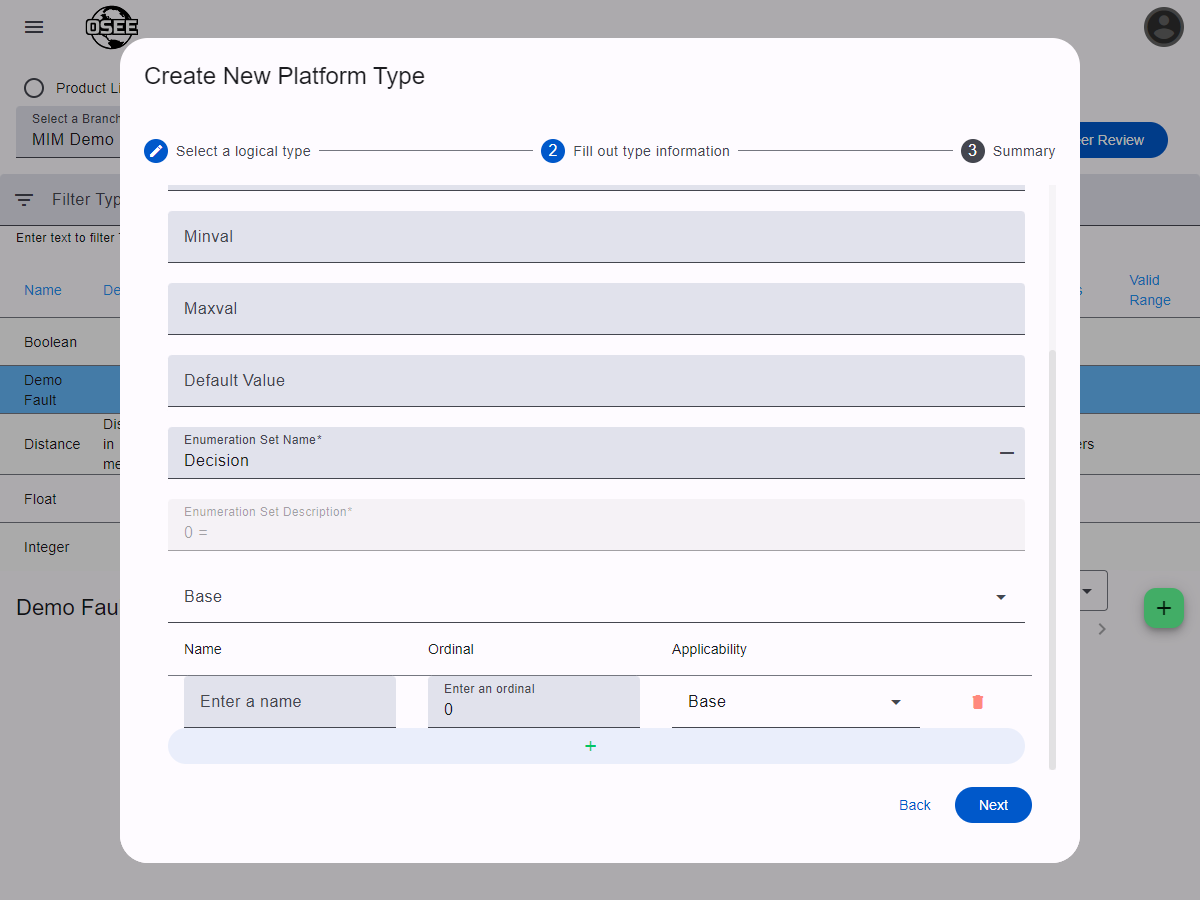 OSEE
Create New Platform Type
Product Li
Select a Branch
MIM Demo
er Review
Select a logical type
2
Fill out type information
3
Summary
Filter Typ
Enter text to filter
Minval
Name
De
s
Valid
Range
Maxval
Boolean
Default Value
Demo
Fault
Enumeration Set Name*
Decision
Distance
Dis
in
me
ers
Enumeration Set Description*
0 =
Float
Integer
Base
Demo Fau
Name
Ordinal
Applicability
Enter a name
Enter an ordinal
0
Base
+
Back
Next